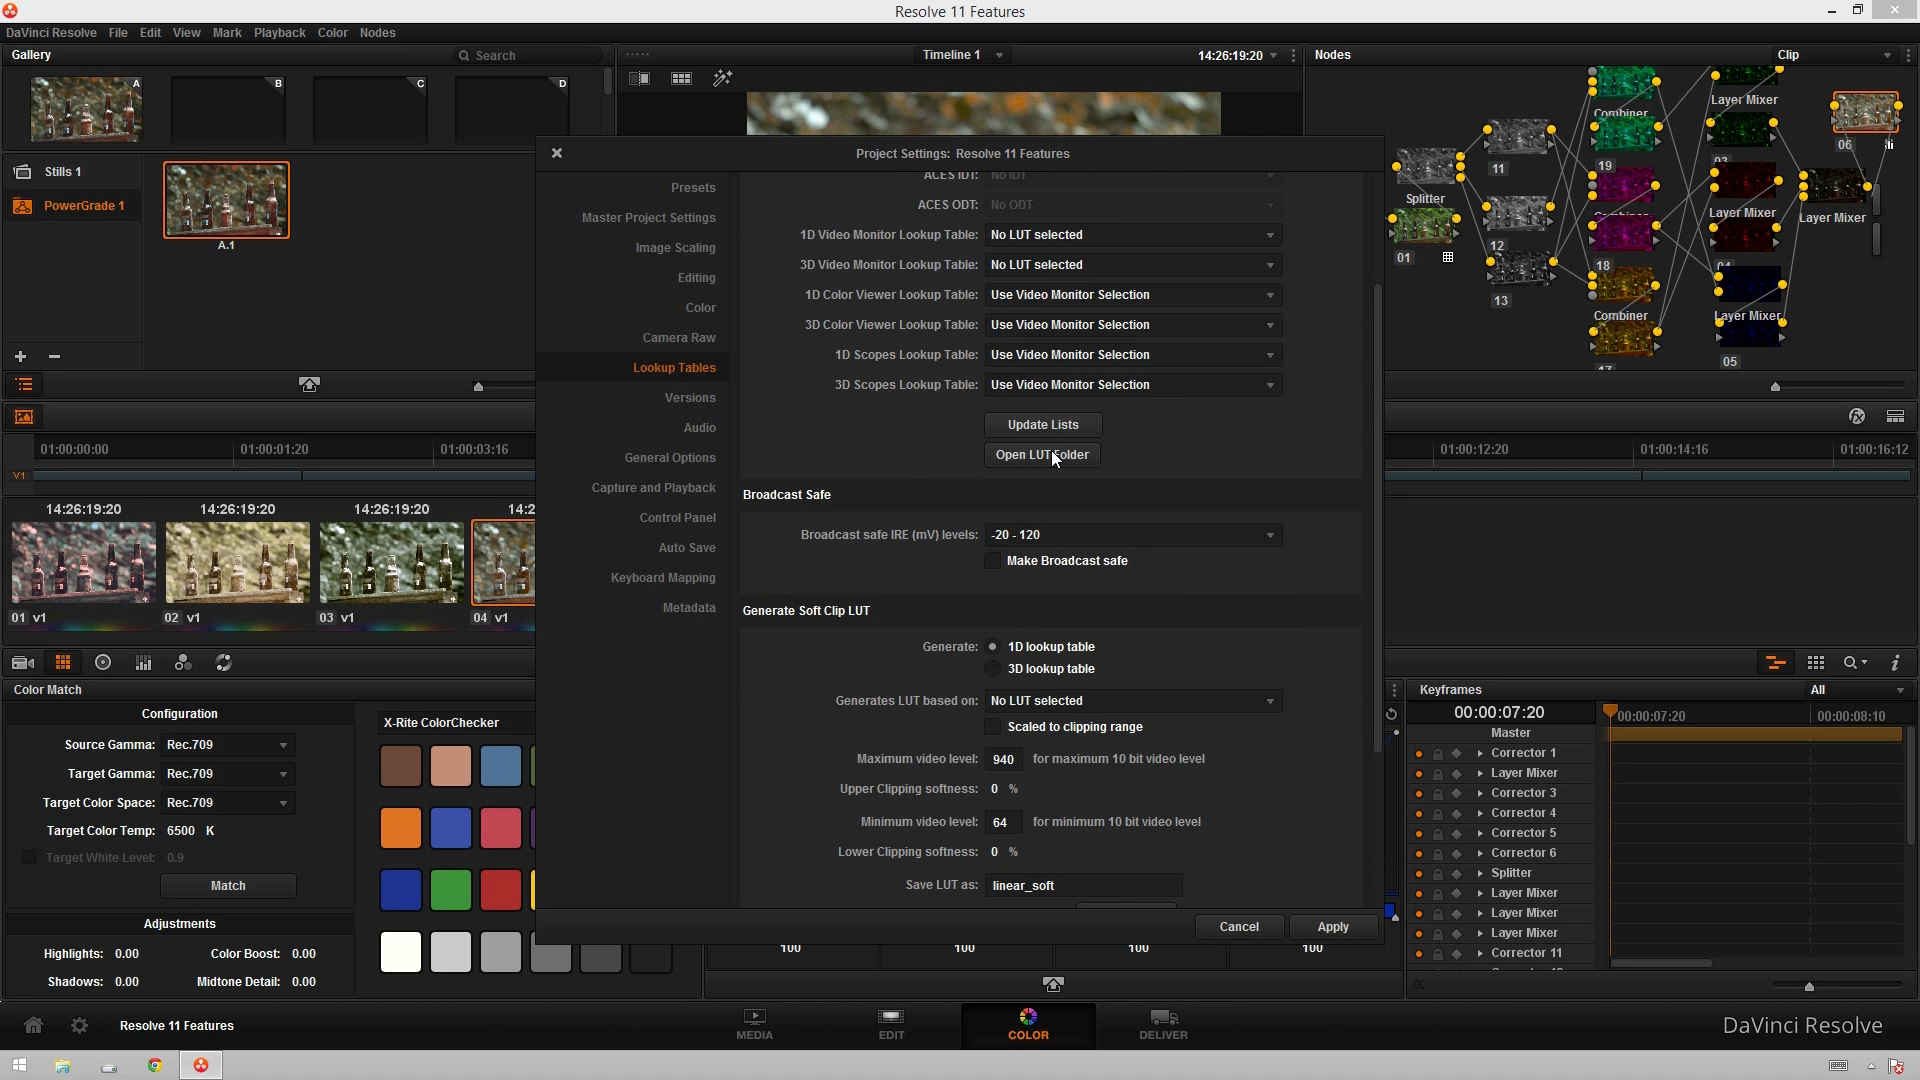 Resolve 11 Features
DaVinci Resolve File Edit View Mark Playback Color Nodes
Gallery
Search
Timeline 1
14:26:19:20
Nodes
Clip
A
B
C
D
Stills 1
PowerGrade 1
A.1
Splitter
01
11
12
13
Combiner
19
18
Combiner
Layer Mixer
Layer Mixer
Layer Mixer
05
Layer Mixer
06
Project Settings: Resolve 11 Features
Presets
Master Project Settings
Image Scaling
Editing
Color
Camera Raw
Lookup Tables
Versions
Audio
General Options
Capture and Playback
Control Panel
Auto Save
Keyboard Mapping
Metadata
ACES IDT: No IDT
ACES ODT: No ODT
1D Video Monitor Lookup Table: No LUT selected
3D Video Monitor Lookup Table: No LUT selected
1D Color Viewer Lookup Table: Use Video Monitor Selection
3D Color Viewer Lookup Table: Use Video Monitor Selection
1D Scopes Lookup Table: Use Video Monitor Selection
3D Scopes Lookup Table: Use Video Monitor Selection
Update Lists
Open LUT Folder
Broadcast Safe
Broadcast safe IRE (mV) levels: -20 - 120
Make Broadcast safe
Generate Soft Clip LUT
Generate: 1D lookup table
3D lookup table
Generates LUT based on: No LUT selected
Scaled to clipping range
Maximum video level: 940 for maximum 10 bit video level
Upper Clipping softness: 0 %
Minimum video level: 64 for minimum 10 bit video level
Lower Clipping softness: 0 %
Save LUT as: linear_soft
Cancel
Apply
01:00:00:00
01:00:01:20
01:00:03:16
01:00:12:20
01:00:14:16
01:00:16:12
V1
14:26:19:20
14:26:19:20
14:26:19:20
14:2
01 v1
02 v1
03 v1
04 v1
Color Match
Configuration
Source Gamma: Rec.709
Target Gamma: Rec.709
Target Color Space: Rec.709
Target Color Temp: 6500 K
Target White Level: 0.9
Match
Adjustments
Highlights: 0.00
Color Boost: 0.00
Shadows: 0.00
Midtone Detail: 0.00
X-Rite ColorChecker
100
100
100
100
Keyframes
All
00:00:07:20
00:00:07:20
00:00:08:10
Master
Corrector 1
Layer Mixer
Corrector 3
Corrector 4
Corrector 5
Corrector 6
Splitter
Layer Mixer
Layer Mixer
Layer Mixer
Corrector 11
Resolve 11 Features
MEDIA
EDIT
COLOR
DELIVER
DaVinci Resolve